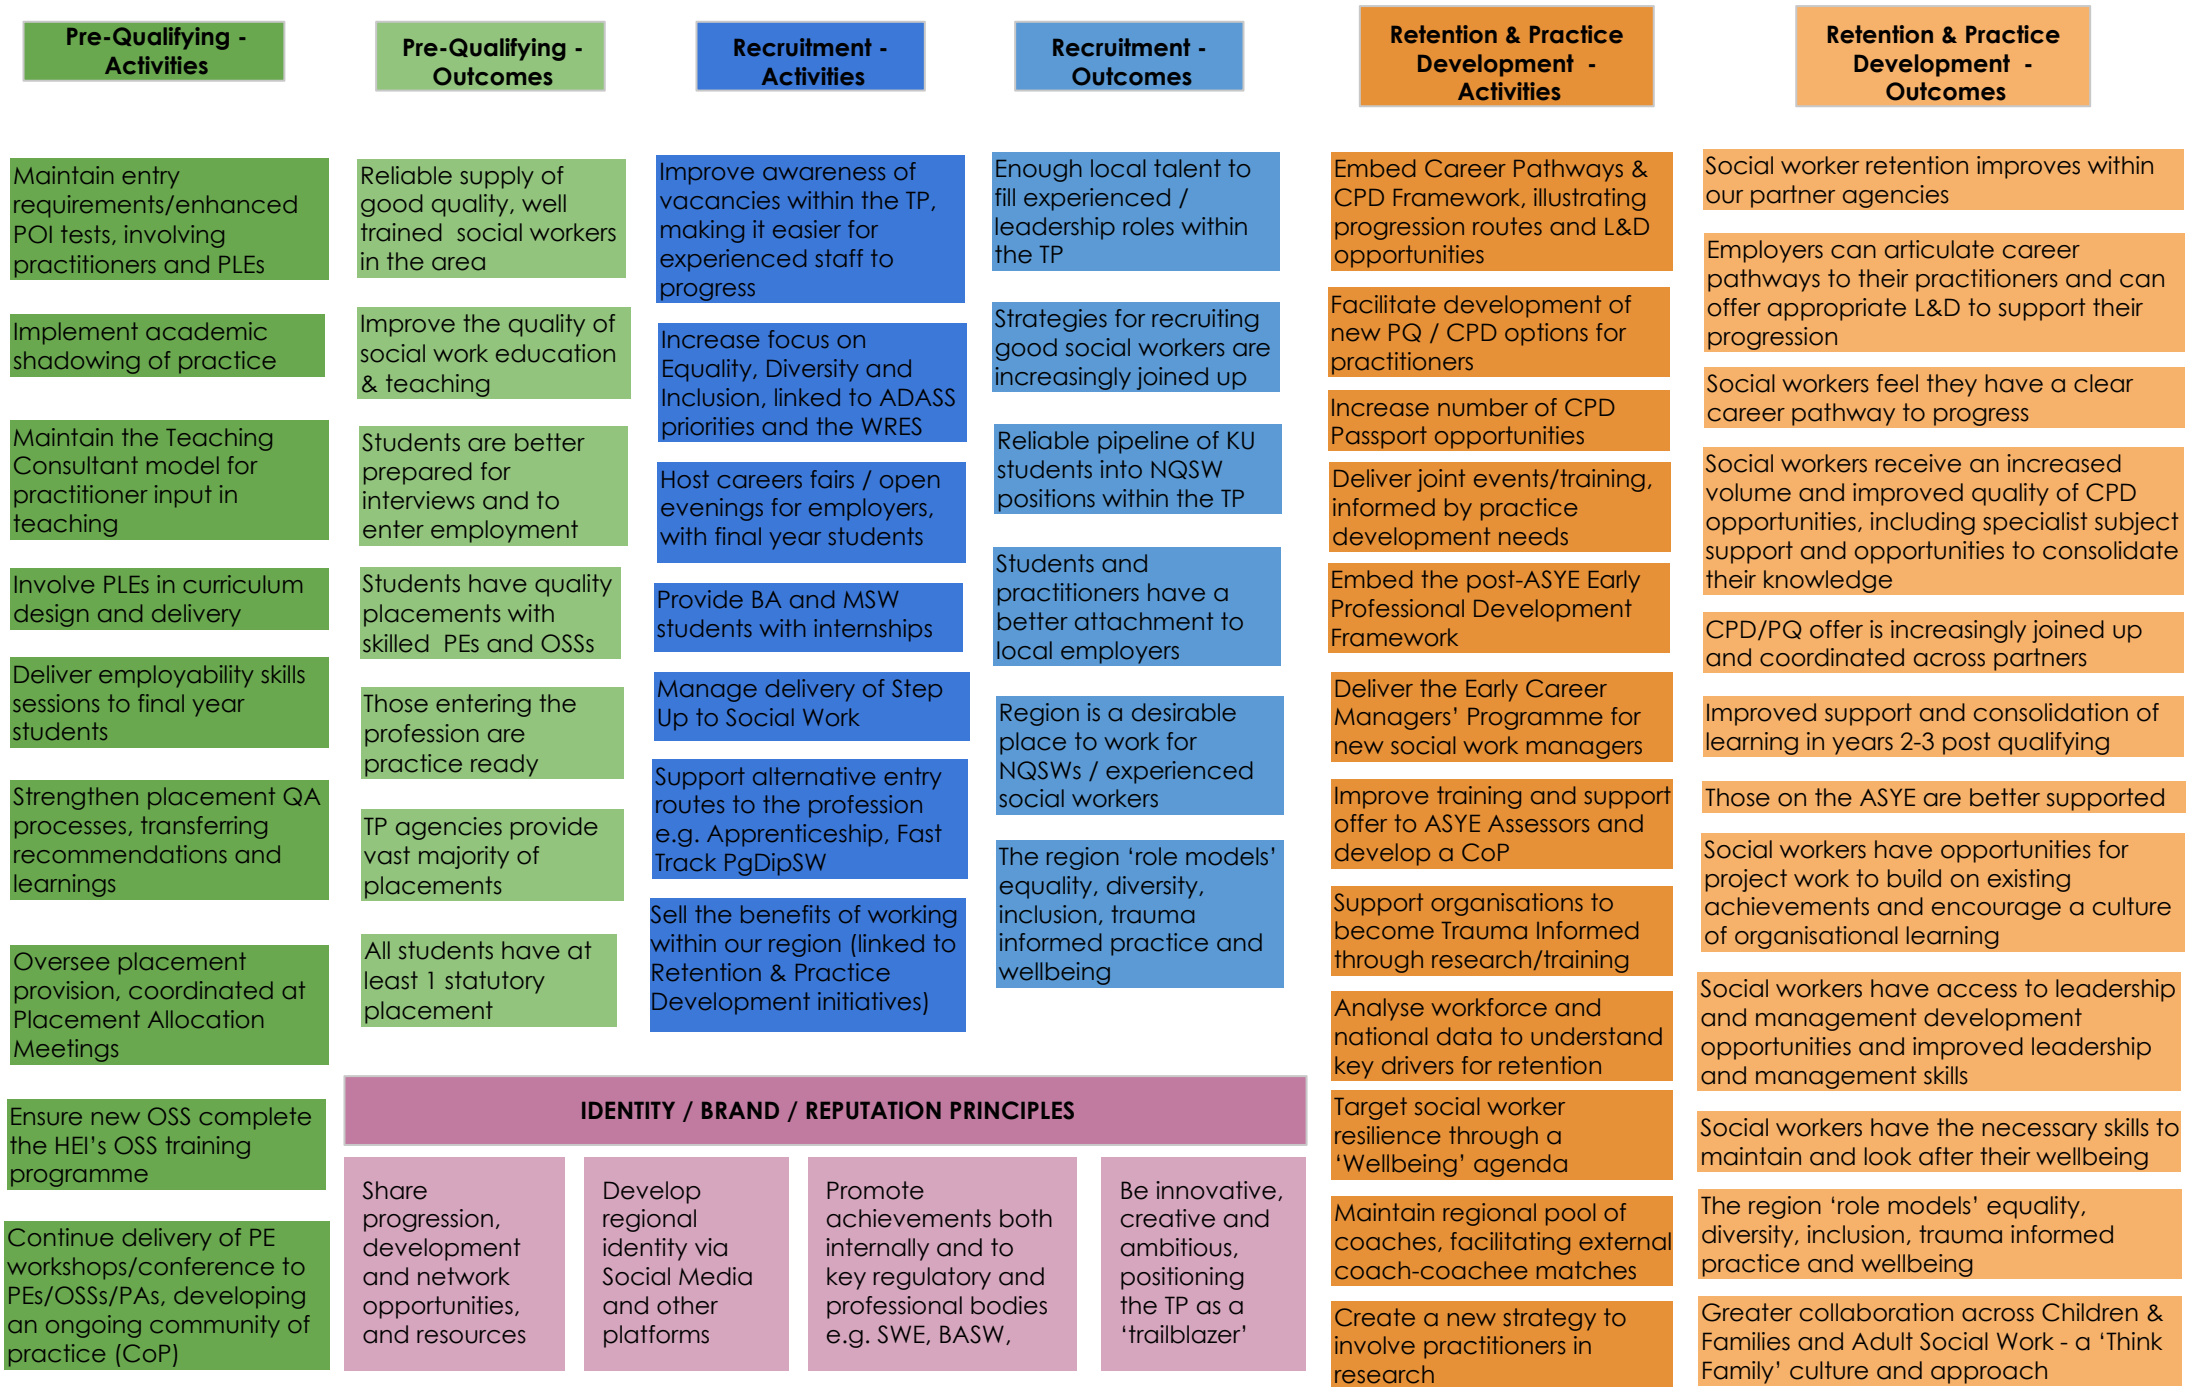 Pre-Qualifying -
Activities
Maintain entry
requirements/enhanced
POI tests, involving
practitioners and PLEs
Implement academic
shadowing of practice
Maintain the Teaching
Consultant model for
practitioner input in
teaching
Involve PLEs in curriculum
design and delivery
Deliver employability skills
sessions to final year
students
Strengthen placement QA
processes, transferring
recommendations and
learnings
Oversee placement
provision, coordinated at
Placement Allocation
Meetings
Ensure new OSS complete
the HEI's OSS training
programme
Continue delivery of PE
workshops/conference to
PEs/OSSs/PAs, developing
an ongoing community of
practice (CoP)
Pre-Qualifying -
Outcomes
Reliable supply of
good quality, well
trained social workers
in the area
Improve the quality of
social work education
& teaching
Students are better
prepared for
interviews and to
enter employment
Students have quality
placements with
skilled PEs and OSSs
Those entering the
profession are
practice ready
TP agencies provide
vast majority of
placements
All students have at
least 1 statutory
placement
Recruitment -
Activities
Improve awareness of
vacancies within the TP,
making it easier for
experienced staff to
progress
Increase focus on
Equality, Diversity and
Inclusion, linked to ADASS
priorities and the WRES
Host careers fairs / open
evenings for employers,
with final year students
Provide BA and MSW
students with internships
Manage delivery of Step
Up to Social Work
Support alternative entry
routes to the profession
e.g. Apprenticeship, Fast
Track PgDipSW
Sell the benefits of working
within our region (linked to
Retention & Practice
Development initiatives)
Recruitment -
Outcomes
Enough local talent to
fill experienced /
leadership roles within
the TP
Strategies for recruiting
good social workers are
increasingly joined up
Reliable pipeline of KU
students into NQSW
positions within the TP
Students and
practitioners have a
better attachment to
local employers
Region is a desirable
place to work for
NQSWs / experienced
social workers
The region 'role models'
equality, diversity,
inclusion, trauma
informed practice and
wellbeing
IDENTITY / BRAND / REPUTATION PRINCIPLES
Share
progression,
development
and network
opportunities,
and resources
Develop
regional
identity via
Social Media
and other
platforms
Promote
achievements both
internally and to
key regulatory and
professional bodies
e.g. SWE, BASW,
Be innovative,
creative and
ambitious,
positioning
the TP as a
'trailblazer'
Retention & Practice
Development -
Activities
Embed Career Pathways &
CPD Framework, illustrating
progression routes and L&D
opportunities
Facilitate development of
new PQ / CPD options for
practitioners
Increase number of CPD
Passport opportunities
Deliver joint events/training,
informed by practice
development needs
Embed the post-ASYE Early
Professional Development
Framework
Deliver the Early Career
Managers' Programme for
new social work managers
Improve training and support
offer to ASYE Assessors and
develop a CoP
Support organisations to
become Trauma Informed
through research/training
Analyse workforce and
national data to understand
key drivers for retention
Target social worker
resilience through a
'Wellbeing' agenda
Maintain regional pool of
coaches, facilitating external
coach-coachee matches
Create a new strategy to
involve practitioners in
research
Retention & Practice
Development -
Outcomes
Social worker retention improves within
our partner agencies
Employers can articulate career
pathways to their practitioners and can
offer appropriate L&D to support their
progression
Social workers feel they have a clear
career pathway to progress
Social workers receive an increased
volume and improved quality of CPD
opportunities, including specialist subject
support and opportunities to consolidate
their knowledge
CPD/PQ offer is increasingly joined up
and coordinated across partners
Improved support and consolidation of
learning in years 2-3 post qualifying
Those on the ASYE are better supported
Social workers have opportunities for
project work to build on existing
achievements and encourage a culture
of organisational learning
Social workers have access to leadership
and management development
opportunities and improved leadership
and management skills
Social workers have the necessary skills to
maintain and look after their wellbeing
The region 'role models' equality,
diversity, inclusion, trauma informed
practice and wellbeing
Greater collaboration across Children &
Families and Adult Social Work - a 'Think
Family' culture and approach